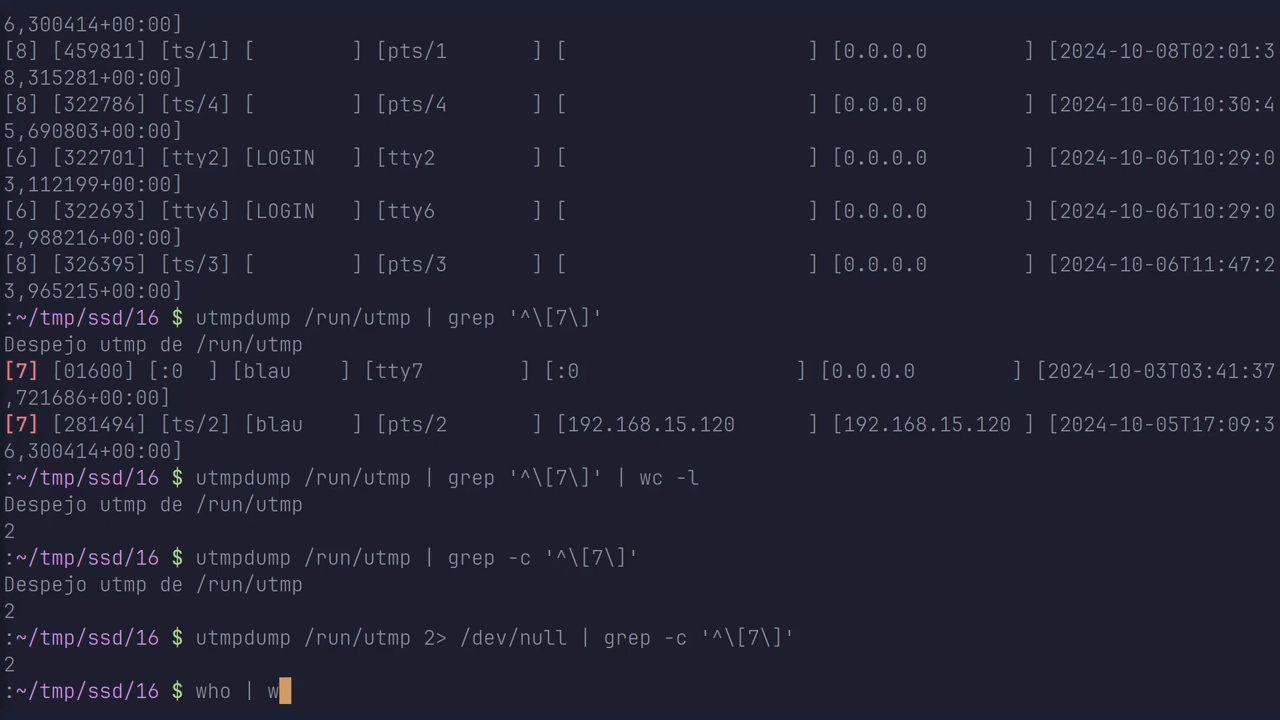 6,300414+00:00]
[8] [459811] [ts/1] [        ] [pts/1       ] [                    ] [0.0.0.0        ] [2024-10-08T02:01:3
8,315281+00:00]
[8] [322786] [ts/4] [        ] [pts/4       ] [                    ] [0.0.0.0        ] [2024-10-06T10:30:4
5,690803+00:00]
[6] [322701] [tty2] [LOGIN   ] [tty2        ] [                    ] [0.0.0.0        ] [2024-10-06T10:29:0
3,112199+00:00]
[6] [322693] [tty6] [LOGIN   ] [tty6        ] [                    ] [0.0.0.0        ] [2024-10-06T10:29:0
2,988216+00:00]
[8] [326395] [ts/3] [        ] [pts/3       ] [                    ] [0.0.0.0        ] [2024-10-06T11:47:2
3,965215+00:00]
:~/tmp/ssd/16 $ utmpdump /run/utmp | grep '^\[7\]'
Despejo utmp de /run/utmp
[7] [01600] [:0  ] [blau    ] [tty7        ] [:0                  ] [0.0.0.0        ] [2024-10-03T03:41:37
,721686+00:00]
[7] [281494] [ts/2] [blau    ] [pts/2       ] [192.168.15.120      ] [192.168.15.120 ] [2024-10-05T17:09:3
6,300414+00:00]
:~/tmp/ssd/16 $ utmpdump /run/utmp | grep '^\[7\]' | wc -l
Despejo utmp de /run/utmp
2
:~/tmp/ssd/16 $ utmpdump /run/utmp | grep -c '^\[7\]'
Despejo utmp de /run/utmp
2
:~/tmp/ssd/16 $ utmpdump /run/utmp 2> /dev/null | grep -c '^\[7\]'
2
:~/tmp/ssd/16 $ who | w